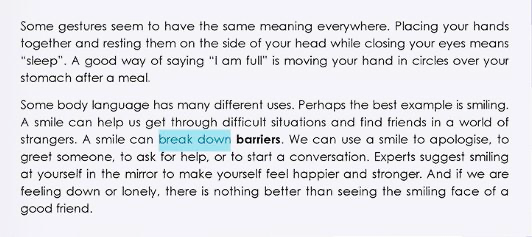 Some gestures seem to have the same meaning everywhere. Placing your hands
together and resting them on the side of your head while closing your eyes means
“sleep”. A good way of saying “I am full” is moving your hand in circles over your
stomach after a meal.
Some body language has many different uses. Perhaps the best example is smiling.
A smile can help us get through difficult situations and find friends in a world of
strangers. A smile can break down barriers. We can use a smile to apologise, to
greet someone, to ask for help, or to start a conversation. Experts suggest smiling
at yourself in the mirror to make yourself feel happier and stronger. And if we are
feeling down or lonely, there is nothing better than seeing the smiling face of a
good friend.